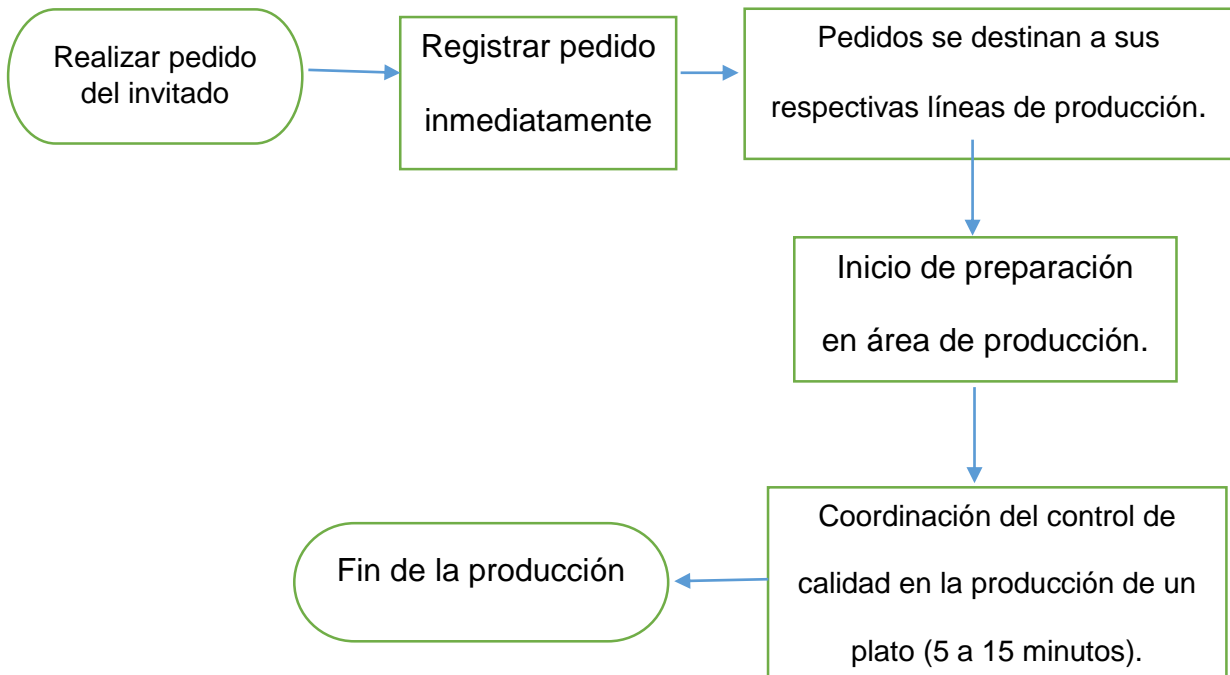 Realizar pedido
del invitado
Registrar pedido
inmediatamente
Pedidos se destinan a sus
respectivas líneas de producción.
Inicio de preparación
en área de producción.
Coordinación del control de
calidad en la producción de un
plato (5 a 15 minutos).
Fin de la producción